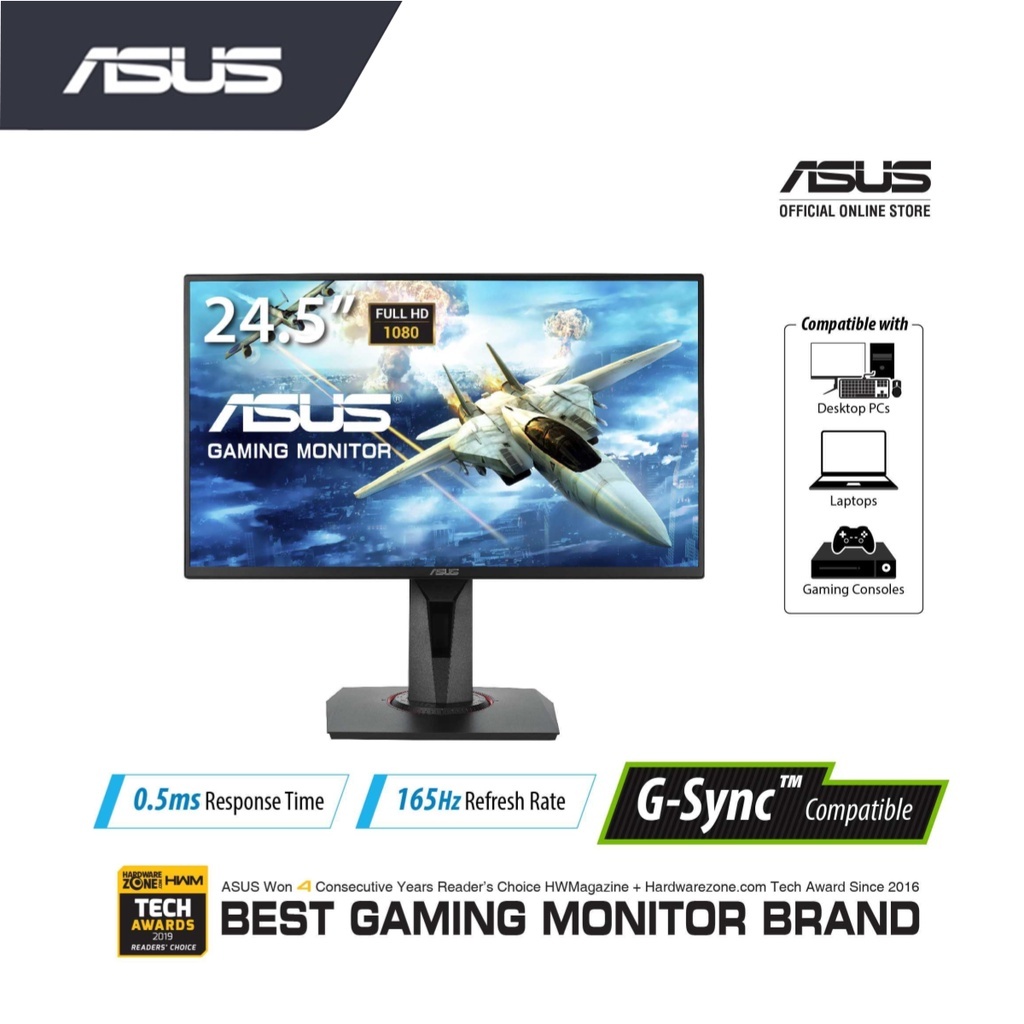 ASUS
ASUS
OFFICIAL ONLINE STORE
24.5”
FULL HD
1080
ASUS®
GAMING MONITOR
ASUS
Compatible with
Desktop PCs
Laptops
Gaming Consoles
0.5ms Response Time
165Hz Refresh Rate
G-Sync™ Compatible
HARDWARE
ZONE HWM
TECH
AWARDS
2019
READERS' CHOICE
ASUS Won 4 Consecutive Years Reader's Choice HWMagazine + Hardwarezone.com Tech Award Since 2016
BEST GAMING MONITOR BRAND